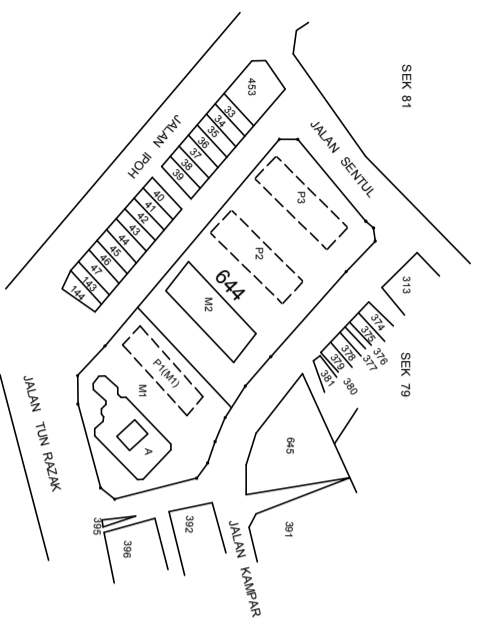 SEK 81
453
33
34
35
36
37
38
39
JALAN IPOH
40
41
42
43
44
45
46
47
143
144
JALAN SENTUL
P3
P2
644
M2
P1(M1)
M1
A
313
374
375
376
377
378
379
380
381
SEK 79
645
391
392
395
396
JALAN KAMPAR
JALAN TUN RAZAK